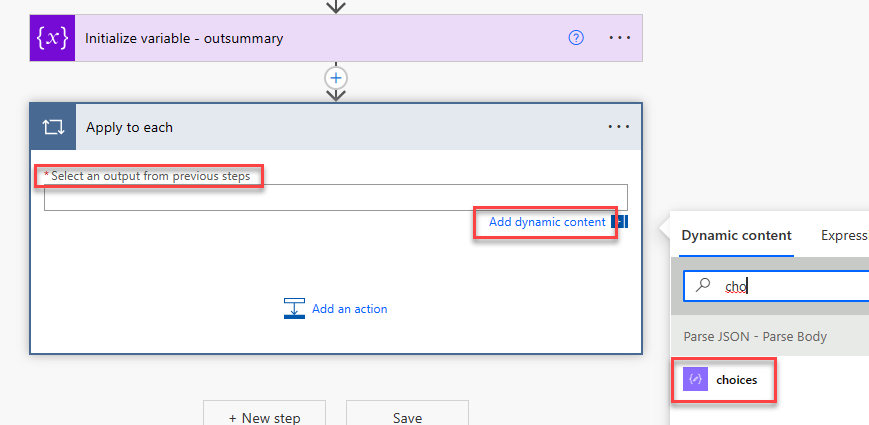 {x} Initialize variable - outsummary ? ...
+
Apply to each ...
* Select an output from previous steps
Add dynamic content
Add an action
+ New step
Save
Dynamic content
Express
cho
Parse JSON - Parse Body
choices